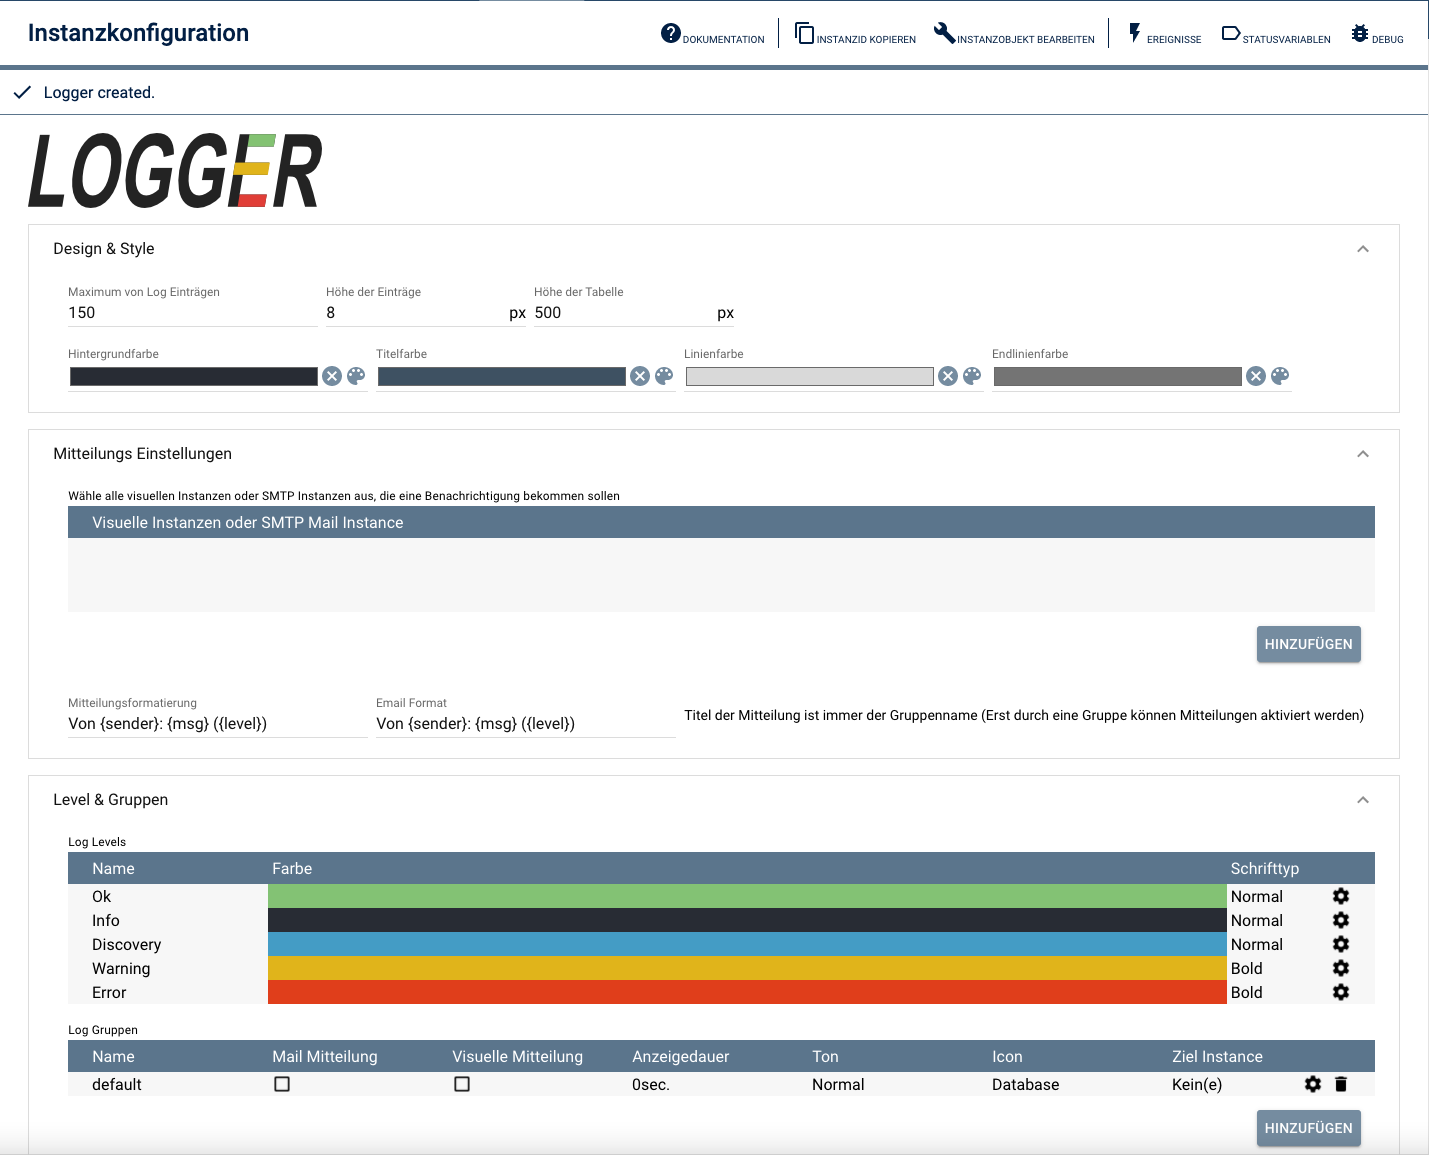 Instanzkonfiguration
DOKUMENTATION
INSTANZID KOPIEREN
INSTANZOBJEKT BEARBEITEN
EREIGNISSE
STATUSVARIABLEN
DEBUG
Logger created.
LOGGER
Design & Style
Maximum von Log Einträgen Höhe der Einträge Höhe der Tabelle
150 8 px 500 px
Hintergrundfarbe Titelfarbe Linienfarbe Endlinienfarbe
Mitteilungs Einstellungen
Wähle alle visuellen Instanzen oder SMTP Instanzen aus, die eine Benachrichtigung bekommen sollen
Visuelle Instanzen oder SMTP Mail Instance
HINZUFÜGEN
Mitteilungsformatierung Email Format
Von {sender}: {msg} ({level}) Von {sender}: {msg} ({level}) Titel der Mitteilung ist immer der Gruppenname (Erst durch eine Gruppe können Mitteilungen aktiviert werden)
Level & Gruppen
Log Levels
Name Farbe Schrifttyp
Ok Normal
Info Normal
Discovery Normal
Warning Bold
Error Bold
Log Gruppen
Name Mail Mitteilung Visuelle Mitteilung Anzeigedauer Ton Icon Ziel Instance
default 0sec. Normal Database Kein(e)
HINZUFÜGEN